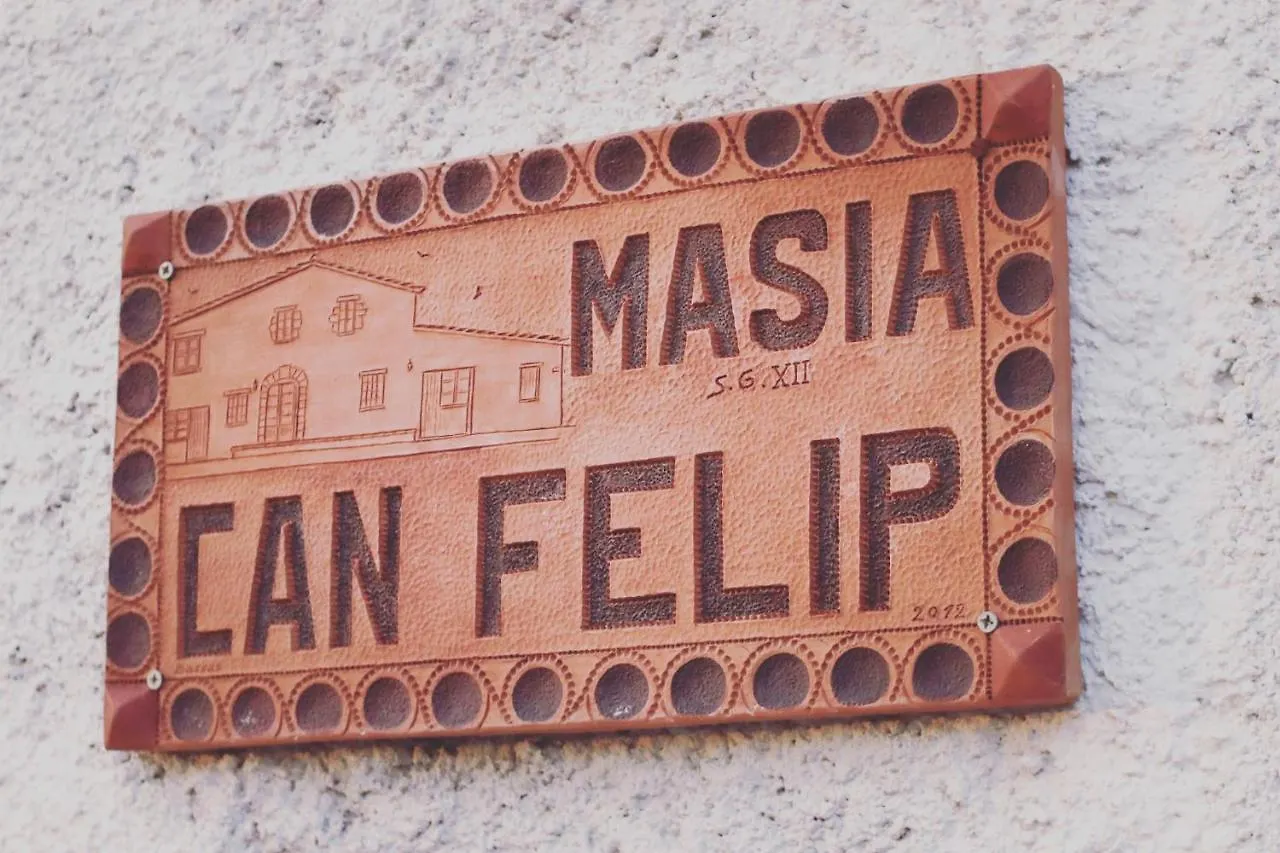 MASIA
S.G.XII
CAN FELIP
2012